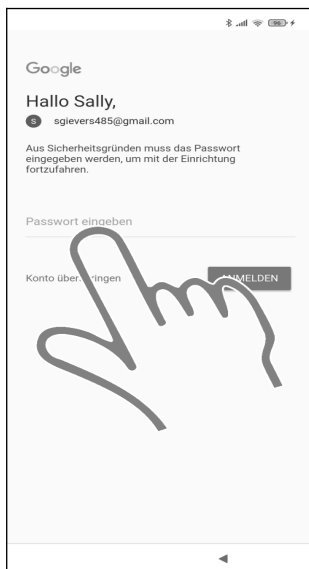 96
Google
Hallo Sally,
S sgievers485@gmail.com
Aus Sicherheitsgründen muss das Passwort
eingegeben werden, um mit der Einrichtung
fortzufahren.
Passwort eingeben
Konto ANMELDEN